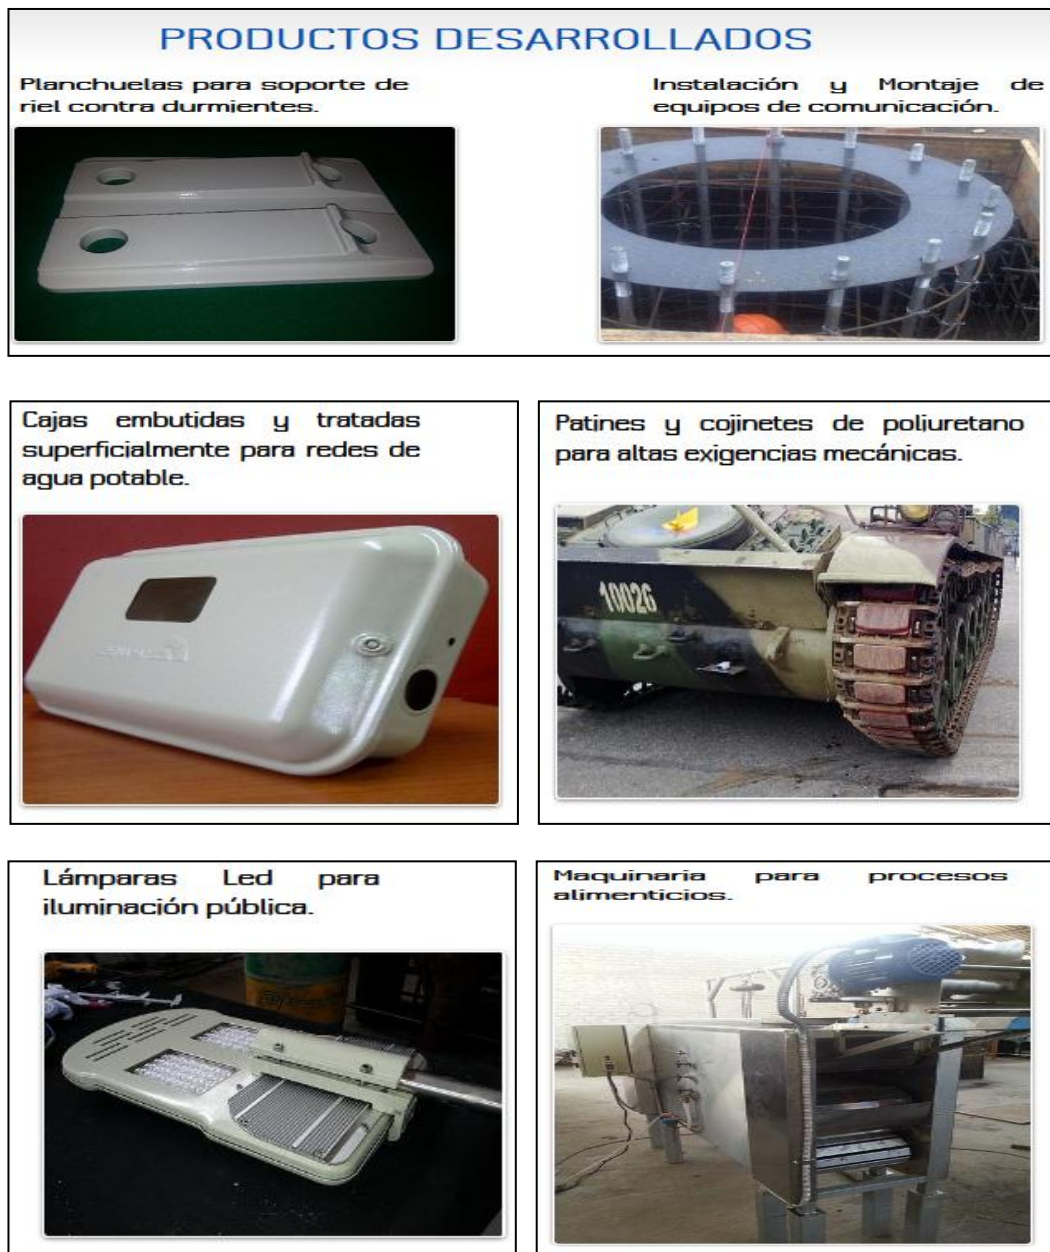 PRODUCTOS DESARROLLADOS
Planchuelas para soporte de
riel contra durmientes.
Instalación y Montaje de
equipos de comunicación.
Cajas embutidas y tratadas
superficialmente para redes de
agua potable.
Patines y cojinetes de poliuretano
para altas exigencias mecánicas.
10026
Lámparas Led para
iluminación pública.
Maquinaria para procesos
alimenticios.